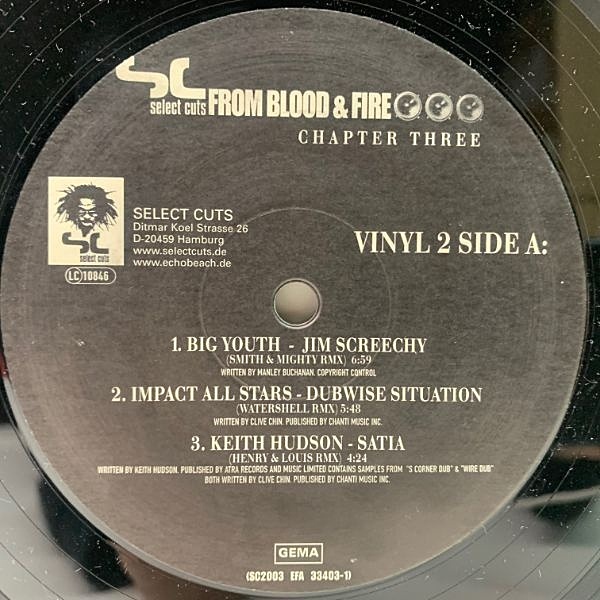 SC
select cuts FROM BLOOD & FIRE
CHAPTER THREE
SC
select cuts
SELECT CUTS
Ditmar Koel Strasse 26
D-20459 Hamburg
www.selectcuts.de
www.echobeach.de
LC 10846
VINYL 2 SIDE A:
1. BIG YOUTH - JIM SCREECHY
(SMITH & MIGHTY RMX) 6:59
WRITTEN BY MANLEY BUCHANAN. COPYRIGHT CONTROL
2. IMPACT ALL STARS - DUBWISE SITUATION
(WATERSHELL RMX) 5:48
WRITTEN BY CLIVE CHIN. PUBLISHED BY CHANTI MUSIC INC.
3. KEITH HUDSON - SATIA
(HENRY & LOUIS RMX) 4:24
WRITTEN BY KEITH HUDSON. PUBLISHED BY ATRA RECORDS AND MUSIC LIMITED CONTAINS SAMPLES FROM "S CORNER DUB" & "WIRE DUB"
BOTH WRITTEN BY CLIVE CHIN. PUBLISHED BY CHANTI MUSIC INC.
GEMA
(SC2003 EFA 33403-1)